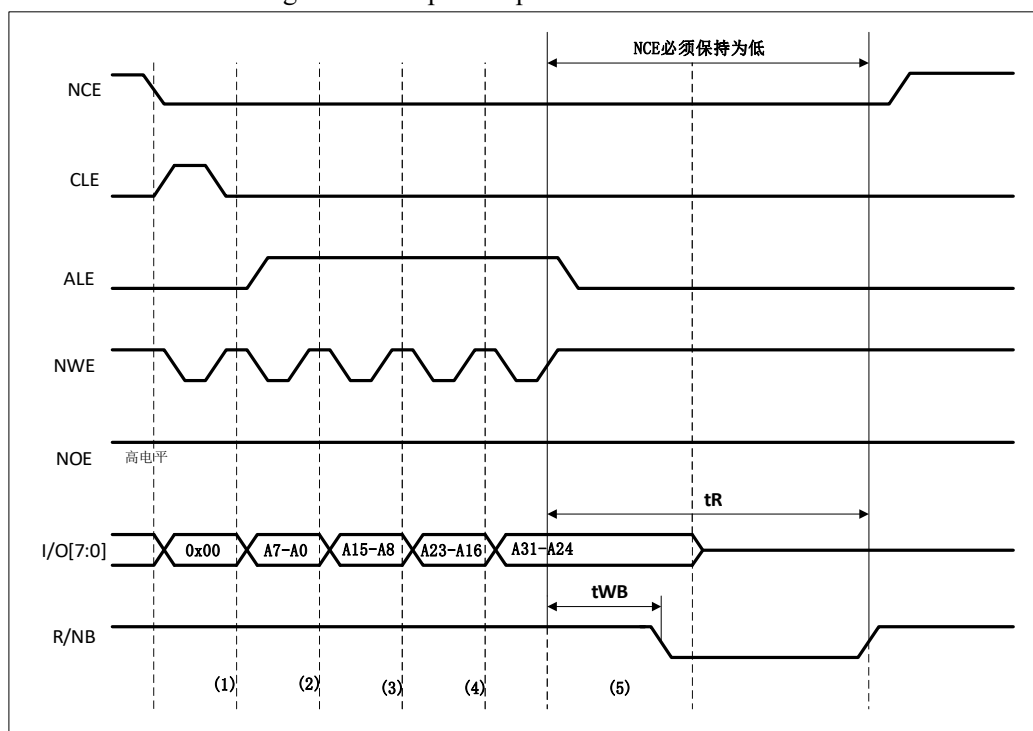 NCE必须保持为低
NCE
CLE
ALE
NWE
NOE
高电平
tR
I/O[7:0]
0x00
A7-A0
A15-A8
A23-A16
A31-A24
tWB
R/NB
(1)
(2)
(3)
(4)
(5)